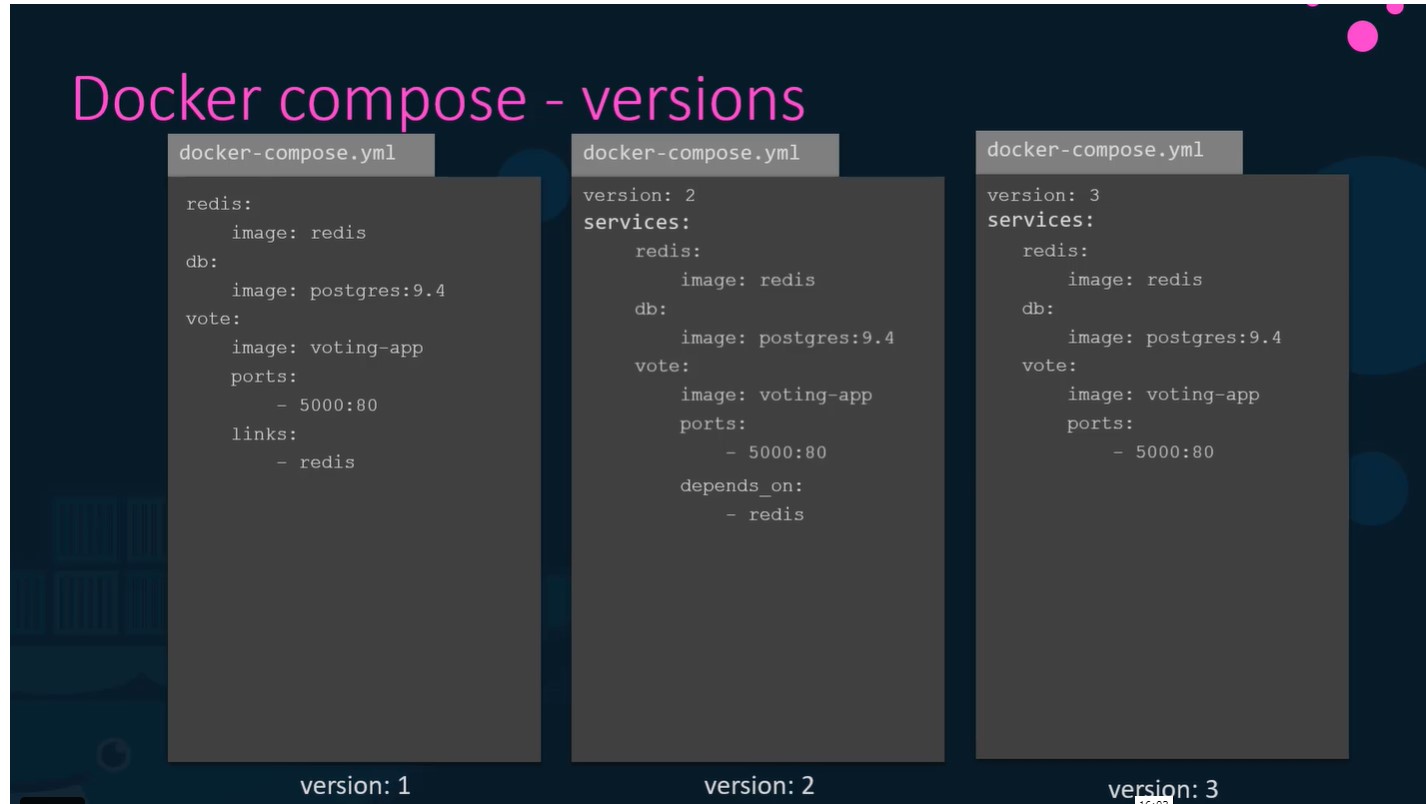 Docker compose - versions
docker-compose.yml
redis:
image: redis
db:
image: postgres:9.4
vote:
image: voting-app
ports:
- 5000:80
links:
- redis
version: 1
docker-compose.yml
version: 2
services:
redis:
image: redis
db:
image: postgres:9.4
vote:
image: voting-app
ports:
- 5000:80
depends_on:
- redis
version: 2
docker-compose.yml
version: 3
services:
redis:
image: redis
db:
image: postgres:9.4
vote:
image: voting-app
ports:
- 5000:80
version: 3